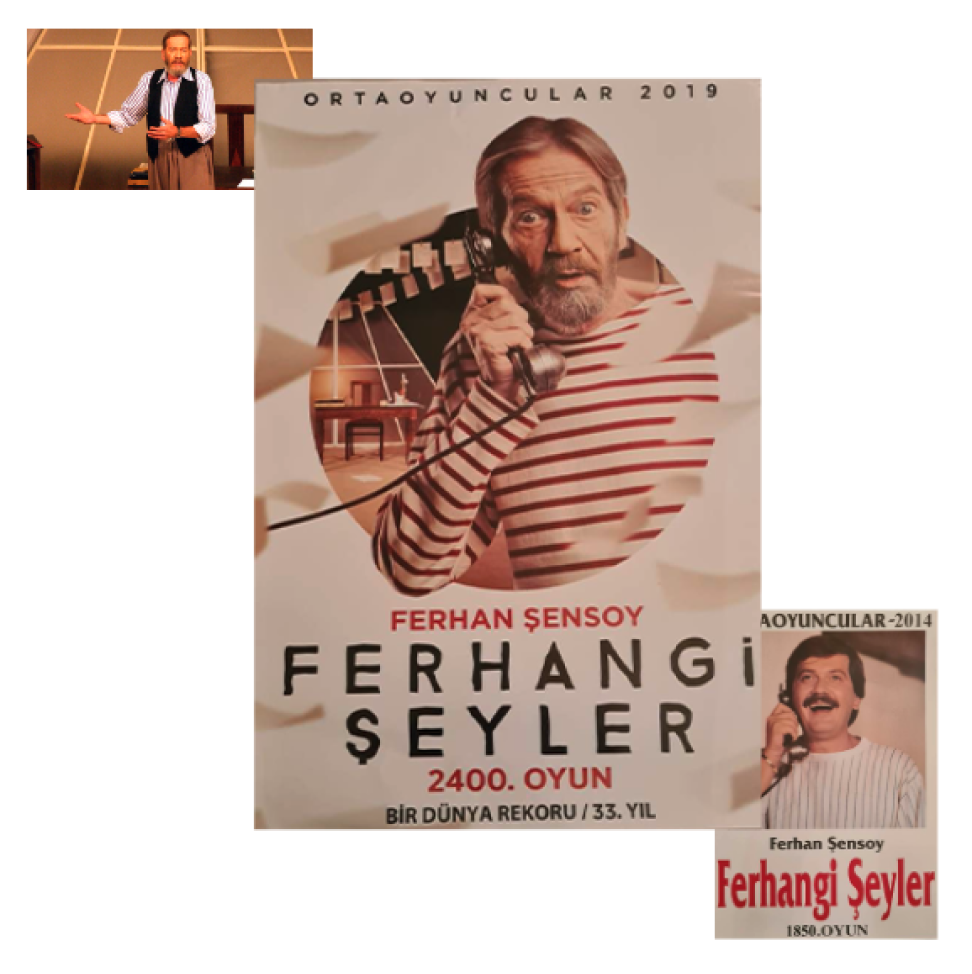 ORTAOYUNCULAR 2019
FERHAN ŞENSOY
FERHANGİ
ŞEYLER
2400. OYUN
BİR DÜNYA REKORU / 33. YIL
AOYUNCULAR-2014
Ferhan Şensoy
Ferhangi Şeyler
1850.OYUN